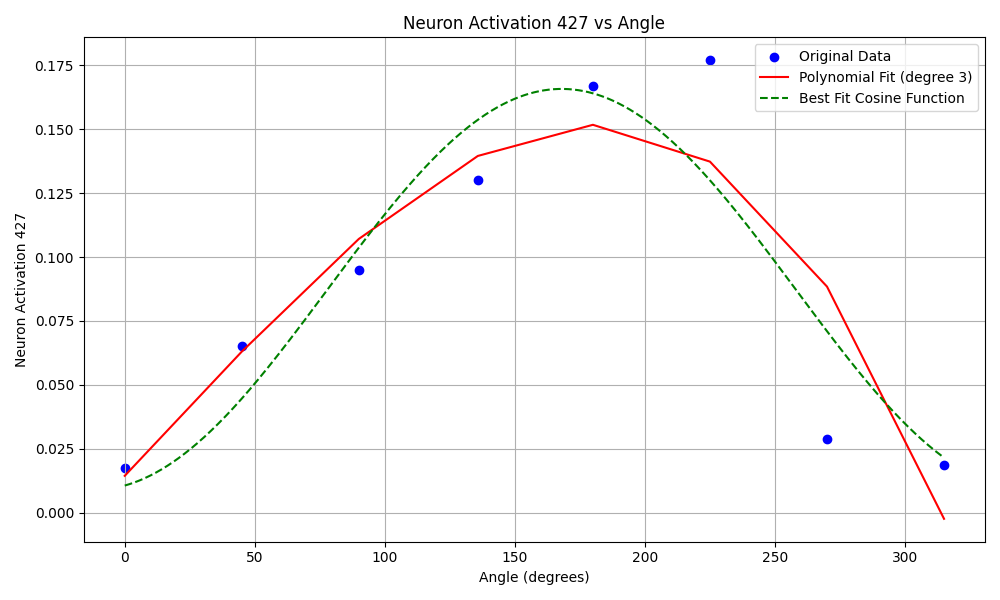 Neuron Activation 427 vs Angle
Original Data
Polynomial Fit (degree 3)
Best Fit Cosine Function
Neuron Activation 427
0.175
0.150
0.125
0.100
0.075
0.050
0.025
0.000
0 50 100 150 200 250 300
Angle (degrees)